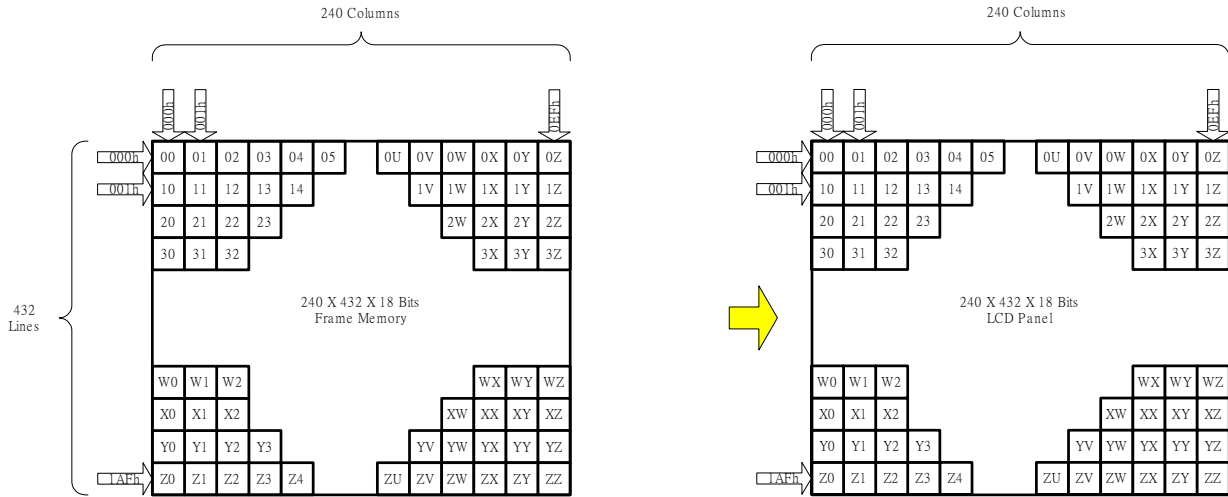 240 Columns 240 Columns
000h 001h 0EFh 000h 001h 0EFh
000h 00 01 02 03 04 05 0U 0V 0W 0X 0Y 0Z 000h 00 01 02 03 04 05 0U 0V 0W 0X 0Y 0Z
001h 10 11 12 13 14 1V 1W 1X 1Y 1Z 001h 10 11 12 13 14 1V 1W 1X 1Y 1Z
20 21 22 23 2W 2X 2Y 2Z 20 21 22 23 2W 2X 2Y 2Z
30 31 32 3X 3Y 3Z 30 31 32 3X 3Y 3Z
432
Lines
240 X 432 X 18 Bits
Frame Memory
240 X 432 X 18 Bits
LCD Panel
W0 W1 W2 WX WY WZ W0 W1 W2 WX WY WZ
X0 X1 X2 XW XX XY XZ X0 X1 X2 XW XX XY XZ
Y0 Y1 Y2 Y3 YV YW YX YY YZ Y0 Y1 Y2 Y3 YV YW YX YY YZ
1AFh Z0 Z1 Z2 Z3 Z4 ZU ZV ZW ZX ZY ZZ 1AFh Z0 Z1 Z2 Z3 Z4 ZU ZV ZW ZX ZY ZZ